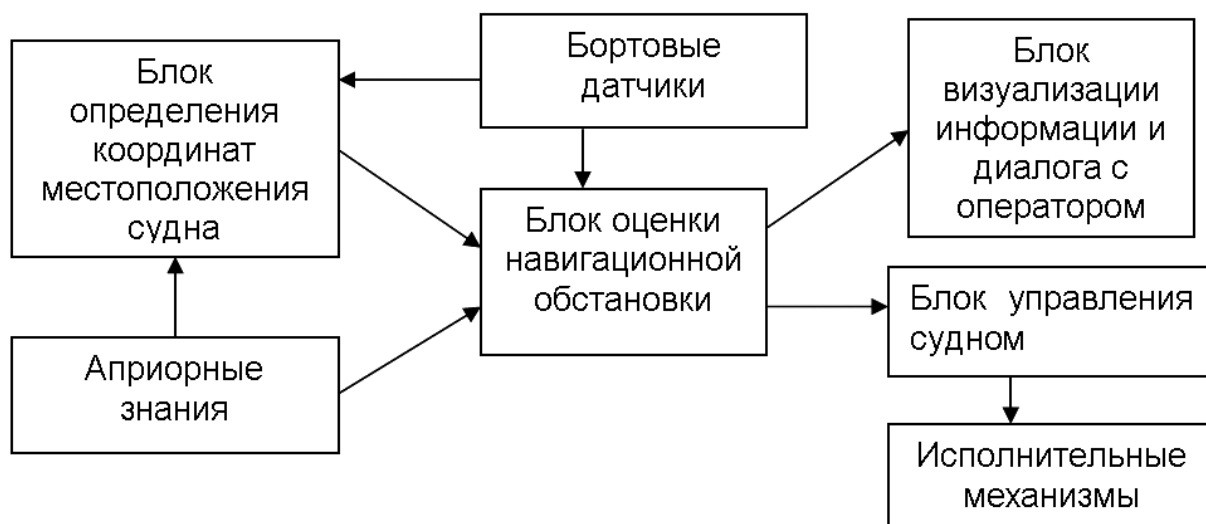 Блок
определения
координат
местоположения
судна
Бортовые
датчики
Блок
визуализации
информации и
диалога с
оператором
Блок оценки
навигационной
обстановки
Блок управления
судном
Априорные
знания
Исполнительные
механизмы